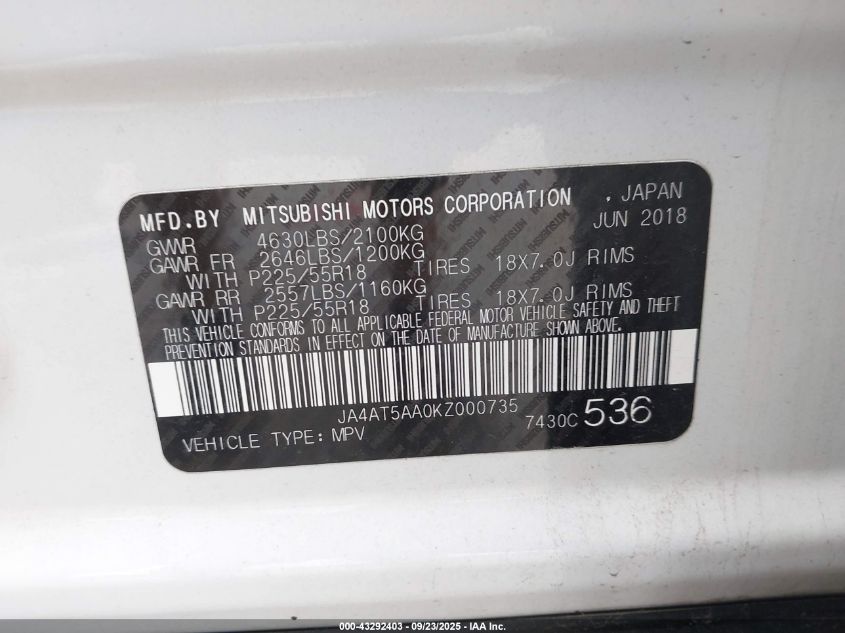 MFD.BY MITSUBISHI MOTORS CORPORATION , JAPAN
JUN 2018
GWWR 4630LBS/2100KG
GAWR FR 2646LBS/1200KG
WITH P225/55R18 TIRES 18X7.0J RIMS
GAWR RR 2557LBS/1160KG
WITH P225/55R18 TIRES 18X7.0J RIMS
THIS VEHICLE CONFORMS TO ALL APPLICABLE FEDERAL MOTOR VEHICLE SAFETY AND THEFT
PREVENTION STANDARDS IN EFFECT ON THE DATE OF MANUFACTURE SHOWN ABOVE.
JA4AT5AA0KZ000735
7430C 536
VEHICLE TYPE: MPV
000-43292403 - 09/23/2025 - IAA Inc.